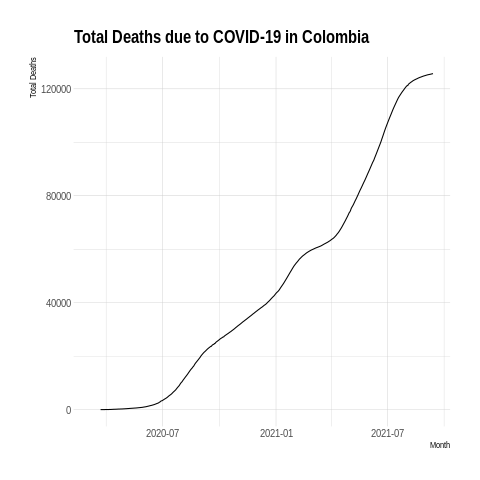 Total Deaths due to COVID-19 in Colombia
Total Deaths
120000
80000
40000
0
2020-07
2021-01
2021-07
Month